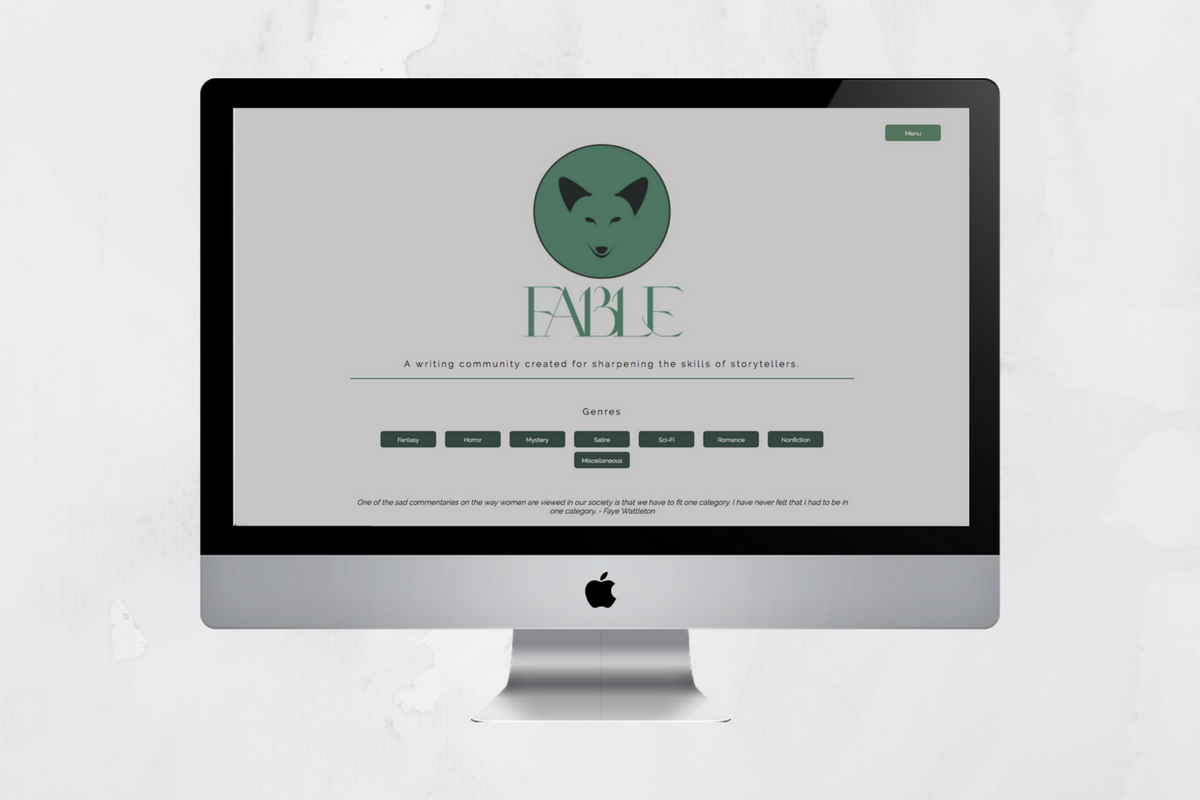 Menu
FABLE
A writing community created for sharpening the skills of storytellers.
Genres
Fantasy Horror Mystery Satire Sci-Fi Romance Nonfiction
Miscellaneous
One of the sad commentaries on the way women are viewed in our society is that we have to fit one category. I have never felt that I had to be in
one category. - Faye Wattleton